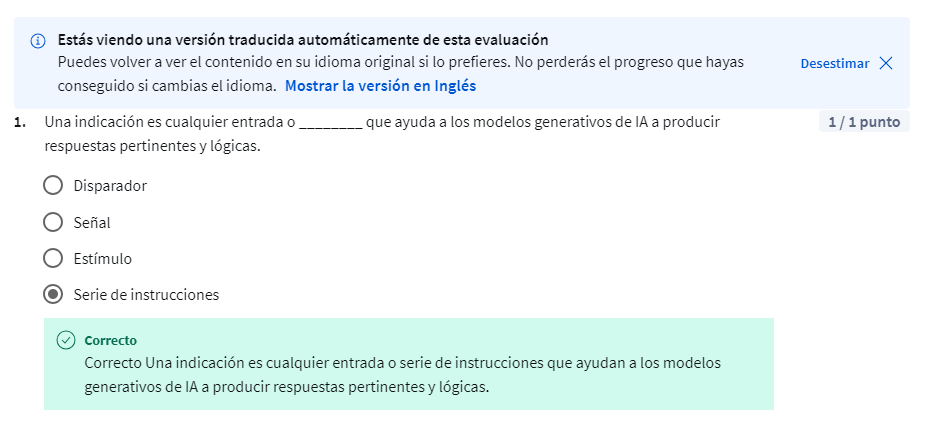 Estás viendo una versión traducida automáticamente de esta evaluación
Puedes volver a ver el contenido en su idioma original si lo prefieres. No perderás el progreso que hayas
conseguido si cambias el idioma. Mostrar la versión en Inglés
Desestimar
1. Una indicación es cualquier entrada o ________ que ayuda a los modelos generativos de IA a producir
respuestas pertinentes y lógicas.
1 / 1 punto
Disparador
Señal
Estímulo
Serie de instrucciones
Correcto
Correcto Una indicación es cualquier entrada o serie de instrucciones que ayudan a los modelos
generativos de IA a producir respuestas pertinentes y lógicas.